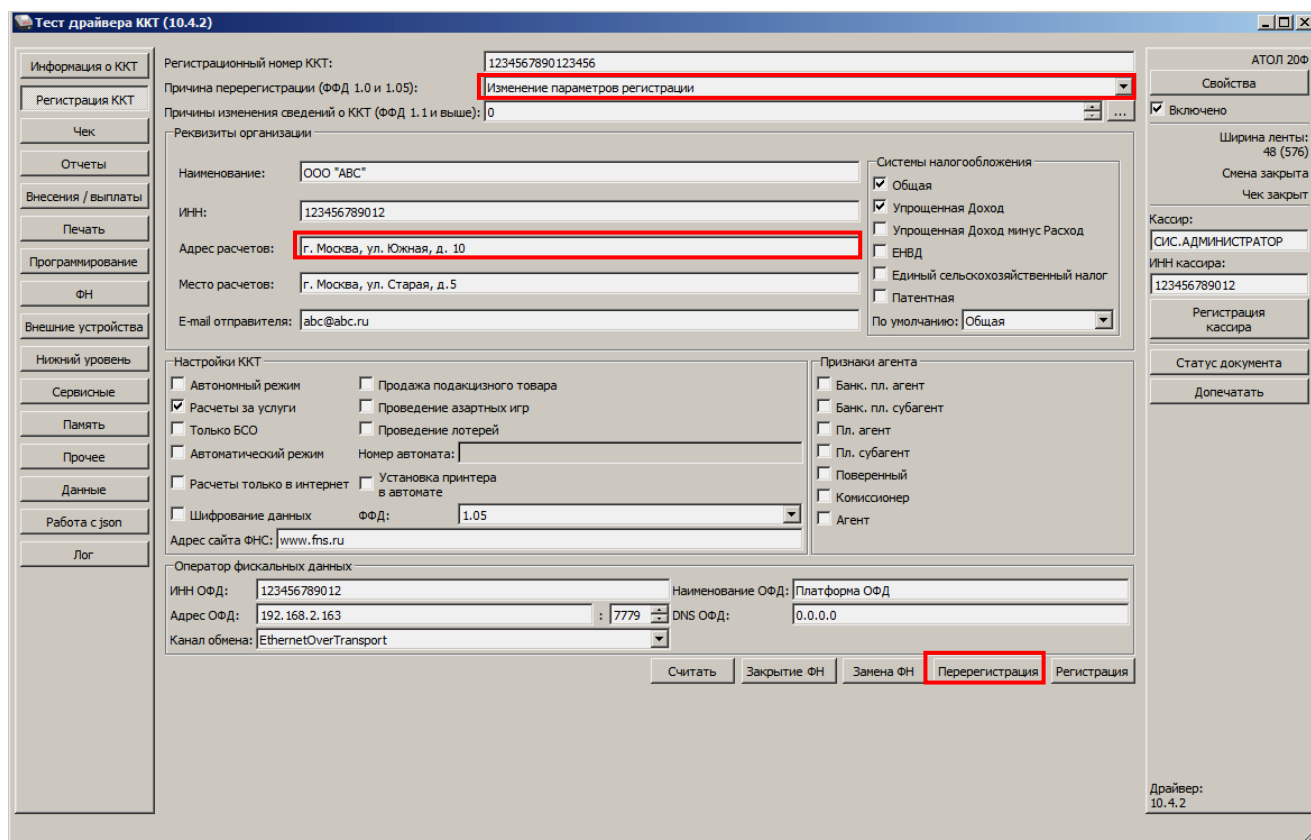 Тест драйвера ККТ (10.4.2)
Информация о ККТ
Регистрация ККТ
Чек
Отчеты
Внесения / выплаты
Печать
Программирование
ФН
Внешние устройства
Нижний уровень
Сервисные
Память
Прочее
Данные
Работа с json
Лог
Регистрационный номер ККТ: 1234567890123456
Причина перерегистрации (ФФД 1.0 и 1.05): Изменение параметров регистрации
Причины изменения сведений о ККТ (ФФД 1.1 и выше): 0 ...
Реквизиты организации
Наименование: ООО "АВС"
ИНН: 123456789012
Адрес расчетов: г. Москва, ул. Южная, д. 10
Место расчетов: г. Москва, ул. Старая, д.5
E-mail отправителя: abc@abc.ru
Системы налогообложения
Общая
Упрощенная Доход
Упрощенная Доход минус Расход
ЕНВД
Единый сельскохозяйственный налог
Патентная
По умолчанию: Общая
Настройки ККТ
Автономный режим Продажа подакцизного товара
Расчеты за услуги Проведение азартных игр
Только БСО Проведение лотерей
Автоматический режим Номер автомата:
Расчеты только в интернет Установка принтера
в автомате
Шифрование данных ФФД: 1.05
Адрес сайта ФНС: www.fns.ru
Признаки агента
Банк. пл. агент
Банк. пл. субагент
Пл. агент
Пл. субагент
Поверенный
Комиссионер
Агент
Оператор фискальных данных
ИНН ОФД: 123456789012 Наименование ОФД: Платформа ОФД
Адрес ОФД: 192.168.2.163 : 7779 DNS ОФД: 0.0.0.0
Канал обмена: EthernetOverTransport
Считать Закрытие ФН Замена ФН Перерегистрация Регистрация
АТОЛ 20Ф
Свойства
Включено
Ширина ленты:
48 (576)
Смена закрыта
Чек закрыт
Кассир:
СИС.АДМИНИСТРАТОР
ИНН кассира:
123456789012
Регистрация
кассира
Статус документа
Допечатать
Драйвер:
10.4.2